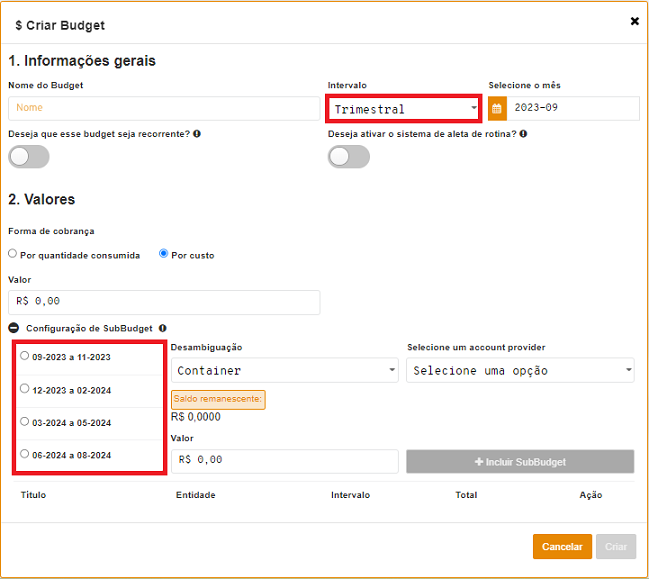 $ Criar Budget
1. Informações gerais
Nome do Budget
Intervalo
Selecione o mês
Nome
Trimestral
2023-09
Deseja que esse budget seja recorrente?
Deseja ativar o sistema de aleta de rotina?
2. Valores
Forma de cobrança
Por quantidade consumida
Por custo
Valor
R$ 0,00
Configuração de SubBudget
09-2023 a 11-2023
12-2023 a 02-2024
03-2024 a 05-2024
06-2024 a 08-2024
Desambiguação
Selecione um account provider
Container
Selecione uma opção
Saldo remanescente:
R$ 0,0000
Valor
R$ 0,00
+ Incluir SubBudget
Título
Entidade
Intervalo
Total
Ação
Cancelar
Criar